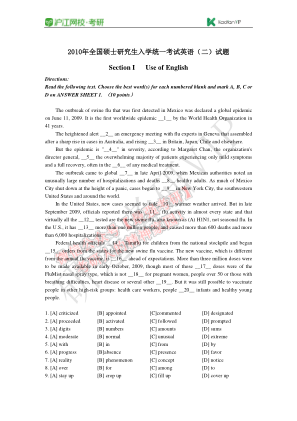 沪江网校·考研
KaoYan VIP
2010年全国硕士研究生入学统一考试英语（二）试题
Section I Use of English
Directions:
Read the following text. Choose the best word(s) for each numbered blank and mark A, B, C or
D on ANSWER SHEET 1. (10 points)
The outbreak of swine flu that was first detected in Mexico was declared a global epidemic
on June 11, 2009. It is the first worldwide epidemic __1__ by the World Health Organization in
41 years.
The heightened alert __2__ an emergency meeting with flu experts in Geneva that assembled
after a sharp rise in cases in Australia, and rising __3__ in Britain, Japan, Chile and elsewhere.
But the epidemic is "__4__" in severity, according to Margaret Chan, the organization's
director general, __5__ the overwhelming majority of patients experiencing only mild symptoms
and a full recovery, often in the __6__ of any medical treatment.
The outbreak came to global __7__ in late April 2009, when Mexican authorities noted an
unusually large number of hospitalizations and deaths __8__ healthy adults. As much of Mexico
City shut down at the height of a panic, cases began to __9__ in New York City, the southwestern
United States and around the world.
In the United States, new cases seemed to fade __10__ warmer weather arrived. But in late
September 2009, officials reported there was __11__ flu activity in almost every state and that
virtually all the __12__ tested are the new swine flu, also known as (A) H1N1, not seasonal flu. In
the U.S., it has __13__ more than one million people, and caused more than 600 deaths and more
than 6,000 hospitalizations.
Federal health officials __14__ Tamiflu for children from the national stockpile and began
__15__ orders from the states for the new swine flu vaccine. The new vaccine, which is different
from the annual flu vaccine, is __16__ ahead of expectations. More than three million doses
were to be made available in early October, 2009, though most of those __17__ doses were of the
FluMist nasal spray type, which is not __18__ for pregnant women, people over 50 or those with
breathing difficulties, heart disease or several other __19__. But it was still possible to vaccinate
people in other high-risk groups: health care workers, people __20__ infants and healthy young
people.
1. [A] criticized [B] appointed [C]commented [D] designated
2. [A] proceeded [B] activated [C] followed [D] prompted
3. [A] digits [B] numbers [C] amounts [D] sums
4. [A] moderate [B] normal [C] unusual [D] extreme
5. [A] with [B] in [C] from [D] by
6. [A] progress [B]absence [C] presence [D] favor
7. [A] reality [B] phenomenon [C] concept [D] notice
8. [A] over [B] for [C] among [D] to
9. [A] stay up [B] crop up [C] fill up [D] cover up